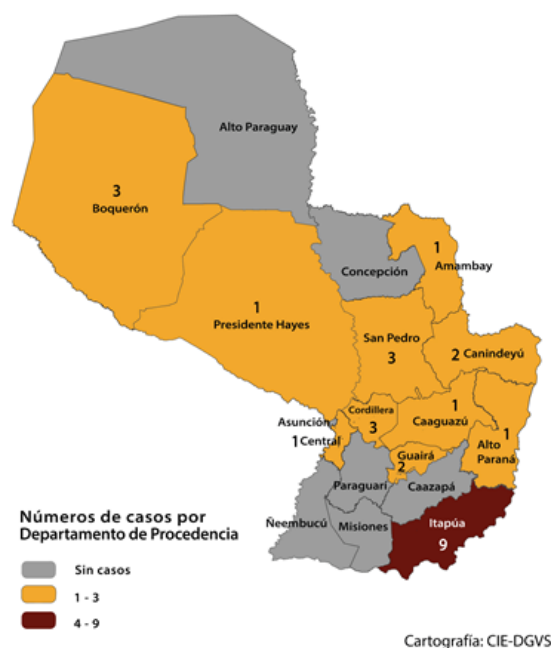 Alto Paraguay
3
Boquerón
Concepción
1
Amambay
1
Presidente Hayes
San Pedro
3
2 Canindeyú
Cordillera
3
1
Caaguazú
1
Alto
Paraná
Asunción
1 Central
Guairá
2
Paraguarí
Caazapá
Ñeembucú
Misiones
Itapúa
9
Números de casos por
Departamento de Procedencia
Sin casos
1 - 3
4 - 9
Cartografía: CIE-DGVS